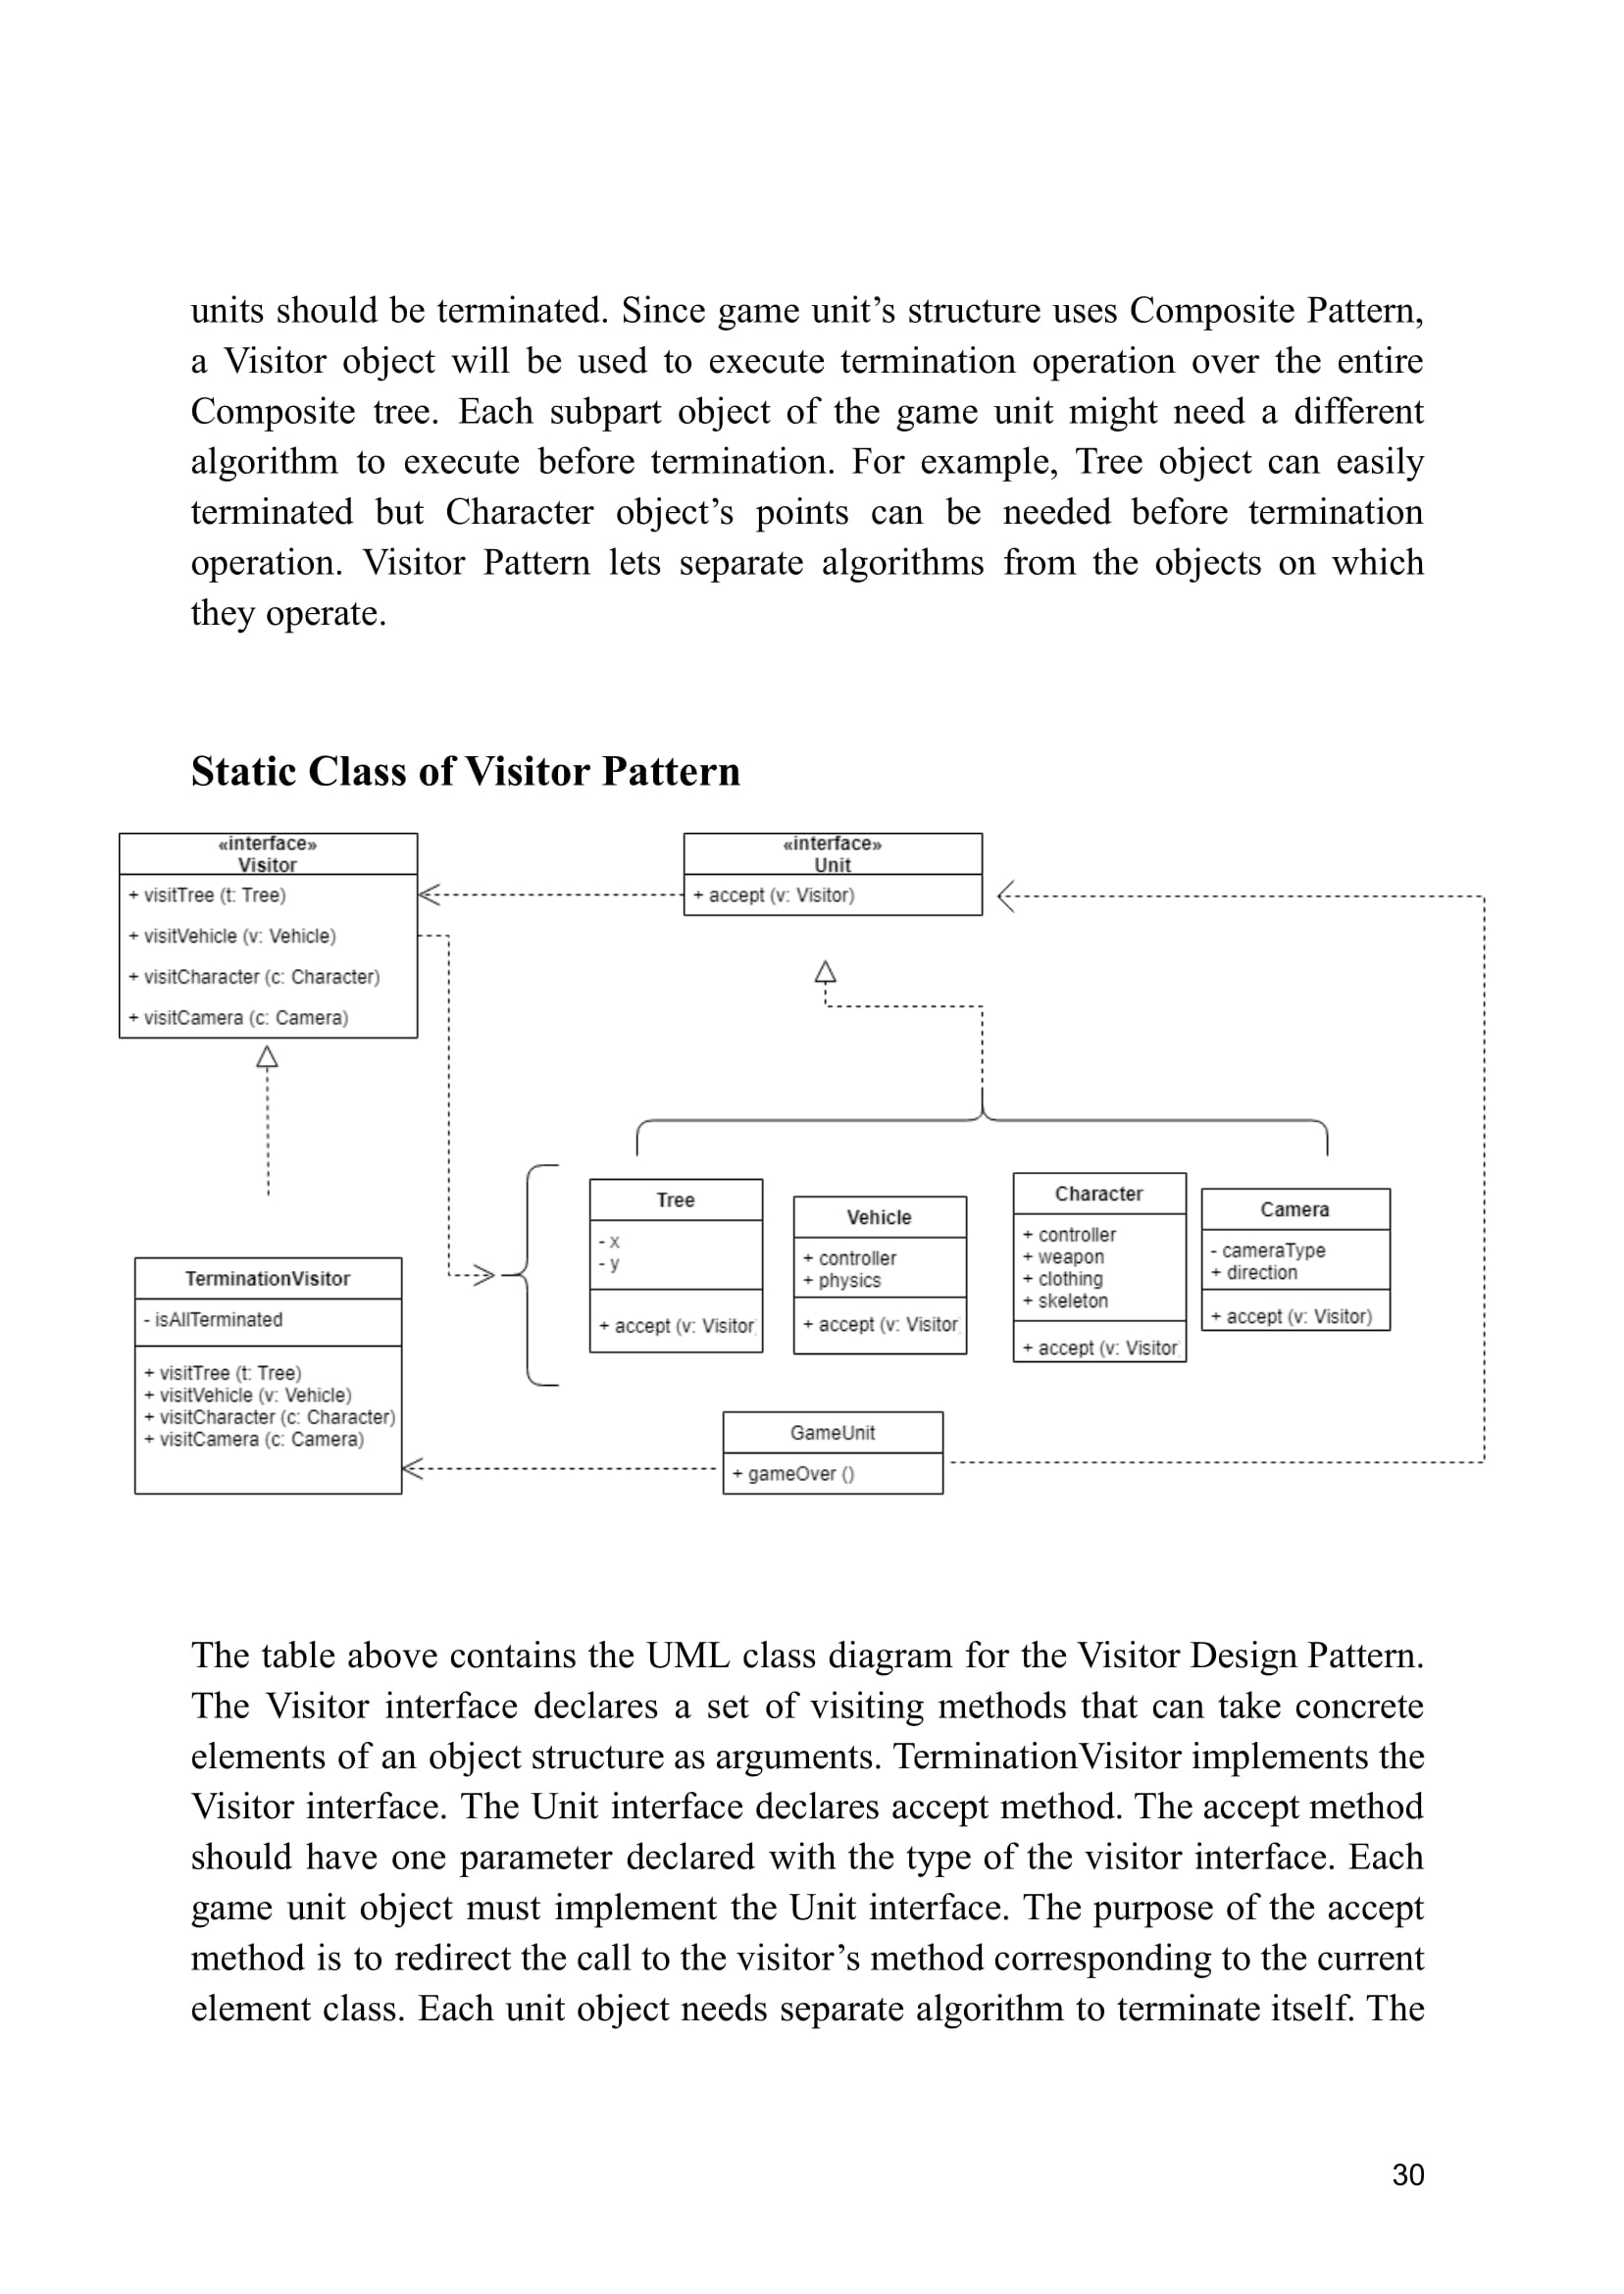 units should be terminated. Since game unit’s structure uses Composite Pattern,
a Visitor object will be used to execute termination operation over the entire
Composite tree. Each subpart object of the game unit might need a different
algorithm to execute before termination. For example, Tree object can easily
terminated but Character object’s points can be needed before termination
operation. Visitor Pattern lets separate algorithms from the objects on which
they operate.
Static Class of Visitor Pattern
«interface»
Visitor
+ visitTree (t: Tree)
+ visitVehicle (v: Vehicle)
+ visitCharacter (c: Character)
+ visitCamera (c: Camera)
«interface»
Unit
+ accept (v: Visitor)
Tree
- x
- y
+ accept (v: Visitor
Vehicle
+ controller
+ physics
+ accept (v: Visitor
Character
+ controller
+ weapon
+ clothing
+ skeleton
+ accept (v: Visitor
Camera
- cameraType
+ direction
+ accept (v: Visitor)
TerminationVisitor
- isAllTerminated
+ visitTree (t: Tree)
+ visitVehicle (v: Vehicle)
+ visitCharacter (c: Character)
+ visitCamera (c: Camera)
GameUnit
+ gameOver ()
The table above contains the UML class diagram for the Visitor Design Pattern.
The Visitor interface declares a set of visiting methods that can take concrete
elements of an object structure as arguments. TerminationVisitor implements the
Visitor interface. The Unit interface declares accept method. The accept method
should have one parameter declared with the type of the visitor interface. Each
game unit object must implement the Unit interface. The purpose of the accept
method is to redirect the call to the visitor’s method corresponding to the current
element class. Each unit object needs separate algorithm to terminate itself. The
30